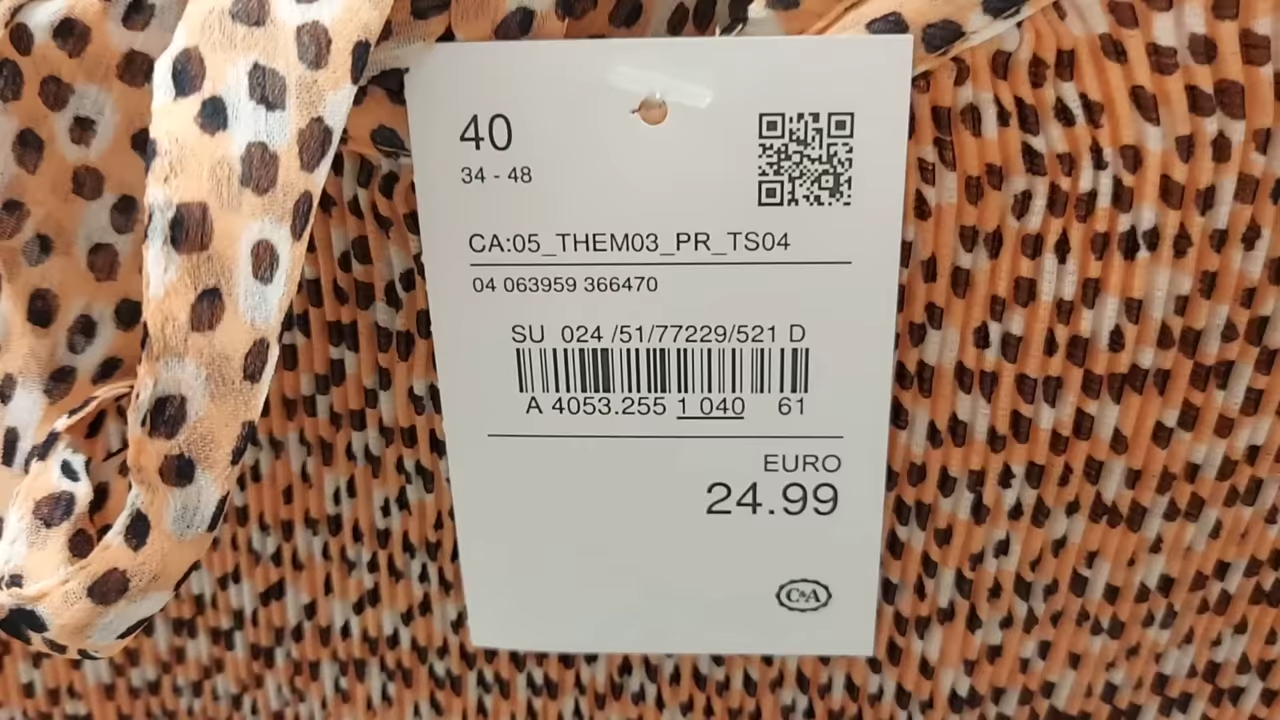 40
34 - 48
CA:05_THEM03_PR_TS04
04 063959 366470
SU 024 /51/77229/521 D
A 4053.255 1 040 61
EURO
24.99
C&A